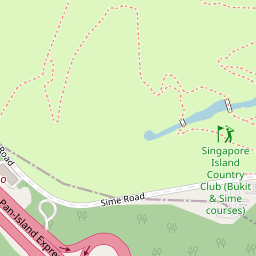 Singapore
Island
Country
Club (Bukit
& Sime
courses)
Road
o
Sime Road
Pan-Island Expre